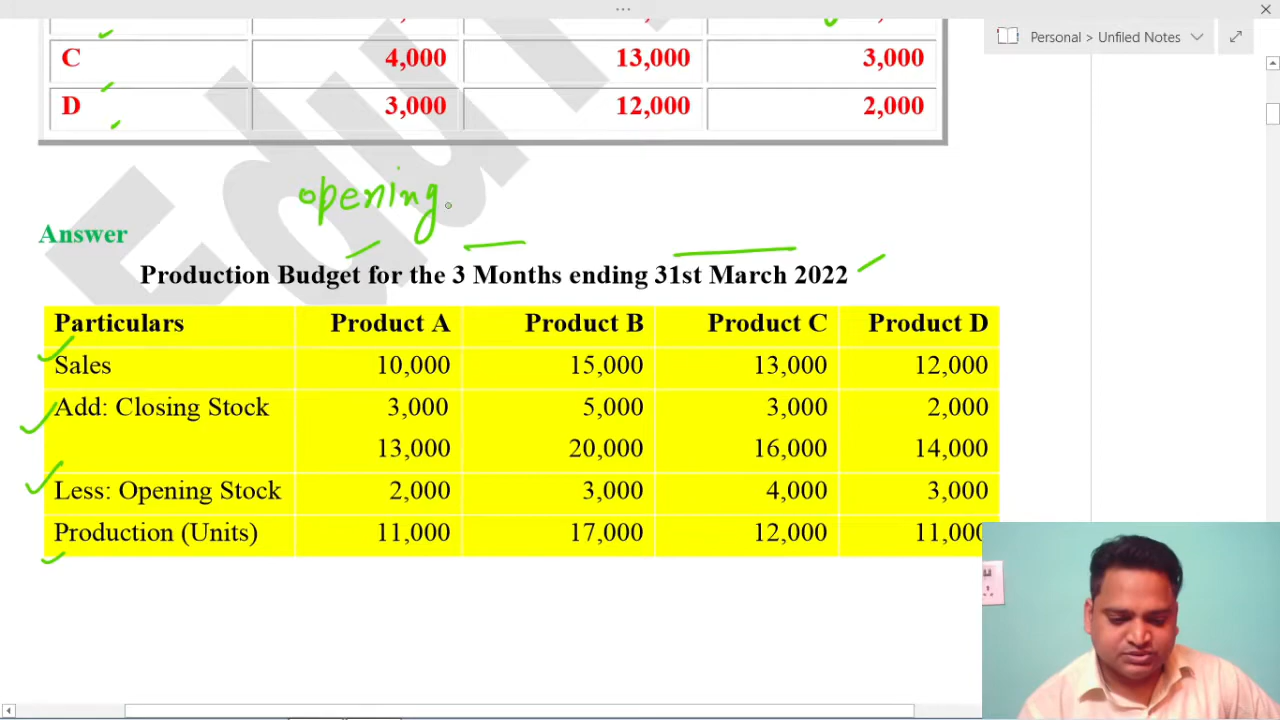 Personal > Unfiled Notes
C 4,000 13,000 3,000
D 3,000 12,000 2,000
opening
Answer
Production Budget for the 3 Months ending 31st March 2022
Particulars Product A Product B Product C Product D
Sales 10,000 15,000 13,000 12,000
Add: Closing Stock 3,000 5,000 3,000 2,000
13,000 20,000 16,000 14,000
Less: Opening Stock 2,000 3,000 4,000 3,000
Production (Units) 11,000 17,000 12,000 11,000